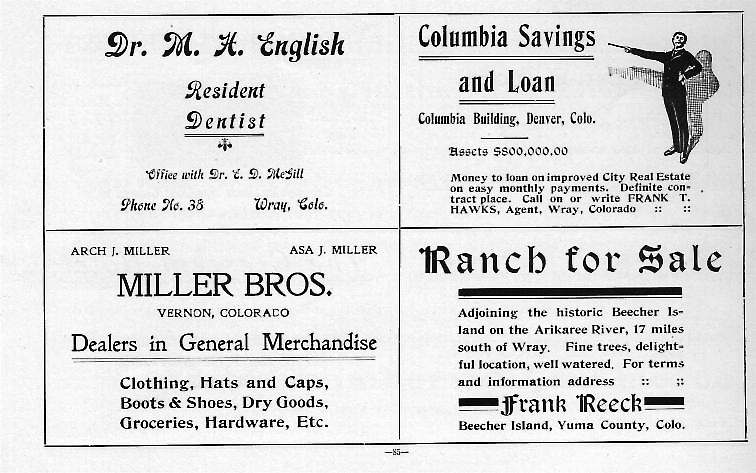 Dr. M. H. English
Resident
Dentist
Office with Dr. E. D. McGill
Phone No. 38 Wray, Colo.
Columbia Savings
and Loan
Columbia Building, Denver, Colo.
Assets $800,000.00
Money to loan on improved City Real Estate
on easy monthly payments. Definite con-
tract place. Call on or write FRANK T.
HAWKS, Agent, Wray, Colorado :: ::
ARCH J. MILLER ASA J. MILLER
MILLER BROS.
VERNON, COLORADO
Dealers in General Merchandise
Clothing, Hats and Caps,
Boots & Shoes, Dry Goods,
Groceries, Hardware, Etc.
Ranch for Sale
Adjoining the historic Beecher Is-
land on the Arikaree River, 17 miles
south of Wray. Fine trees, delight-
ful location, well watered. For terms
and information address :: ::
Frank Reeck
Beecher Island, Yuma County, Colo.
—85—